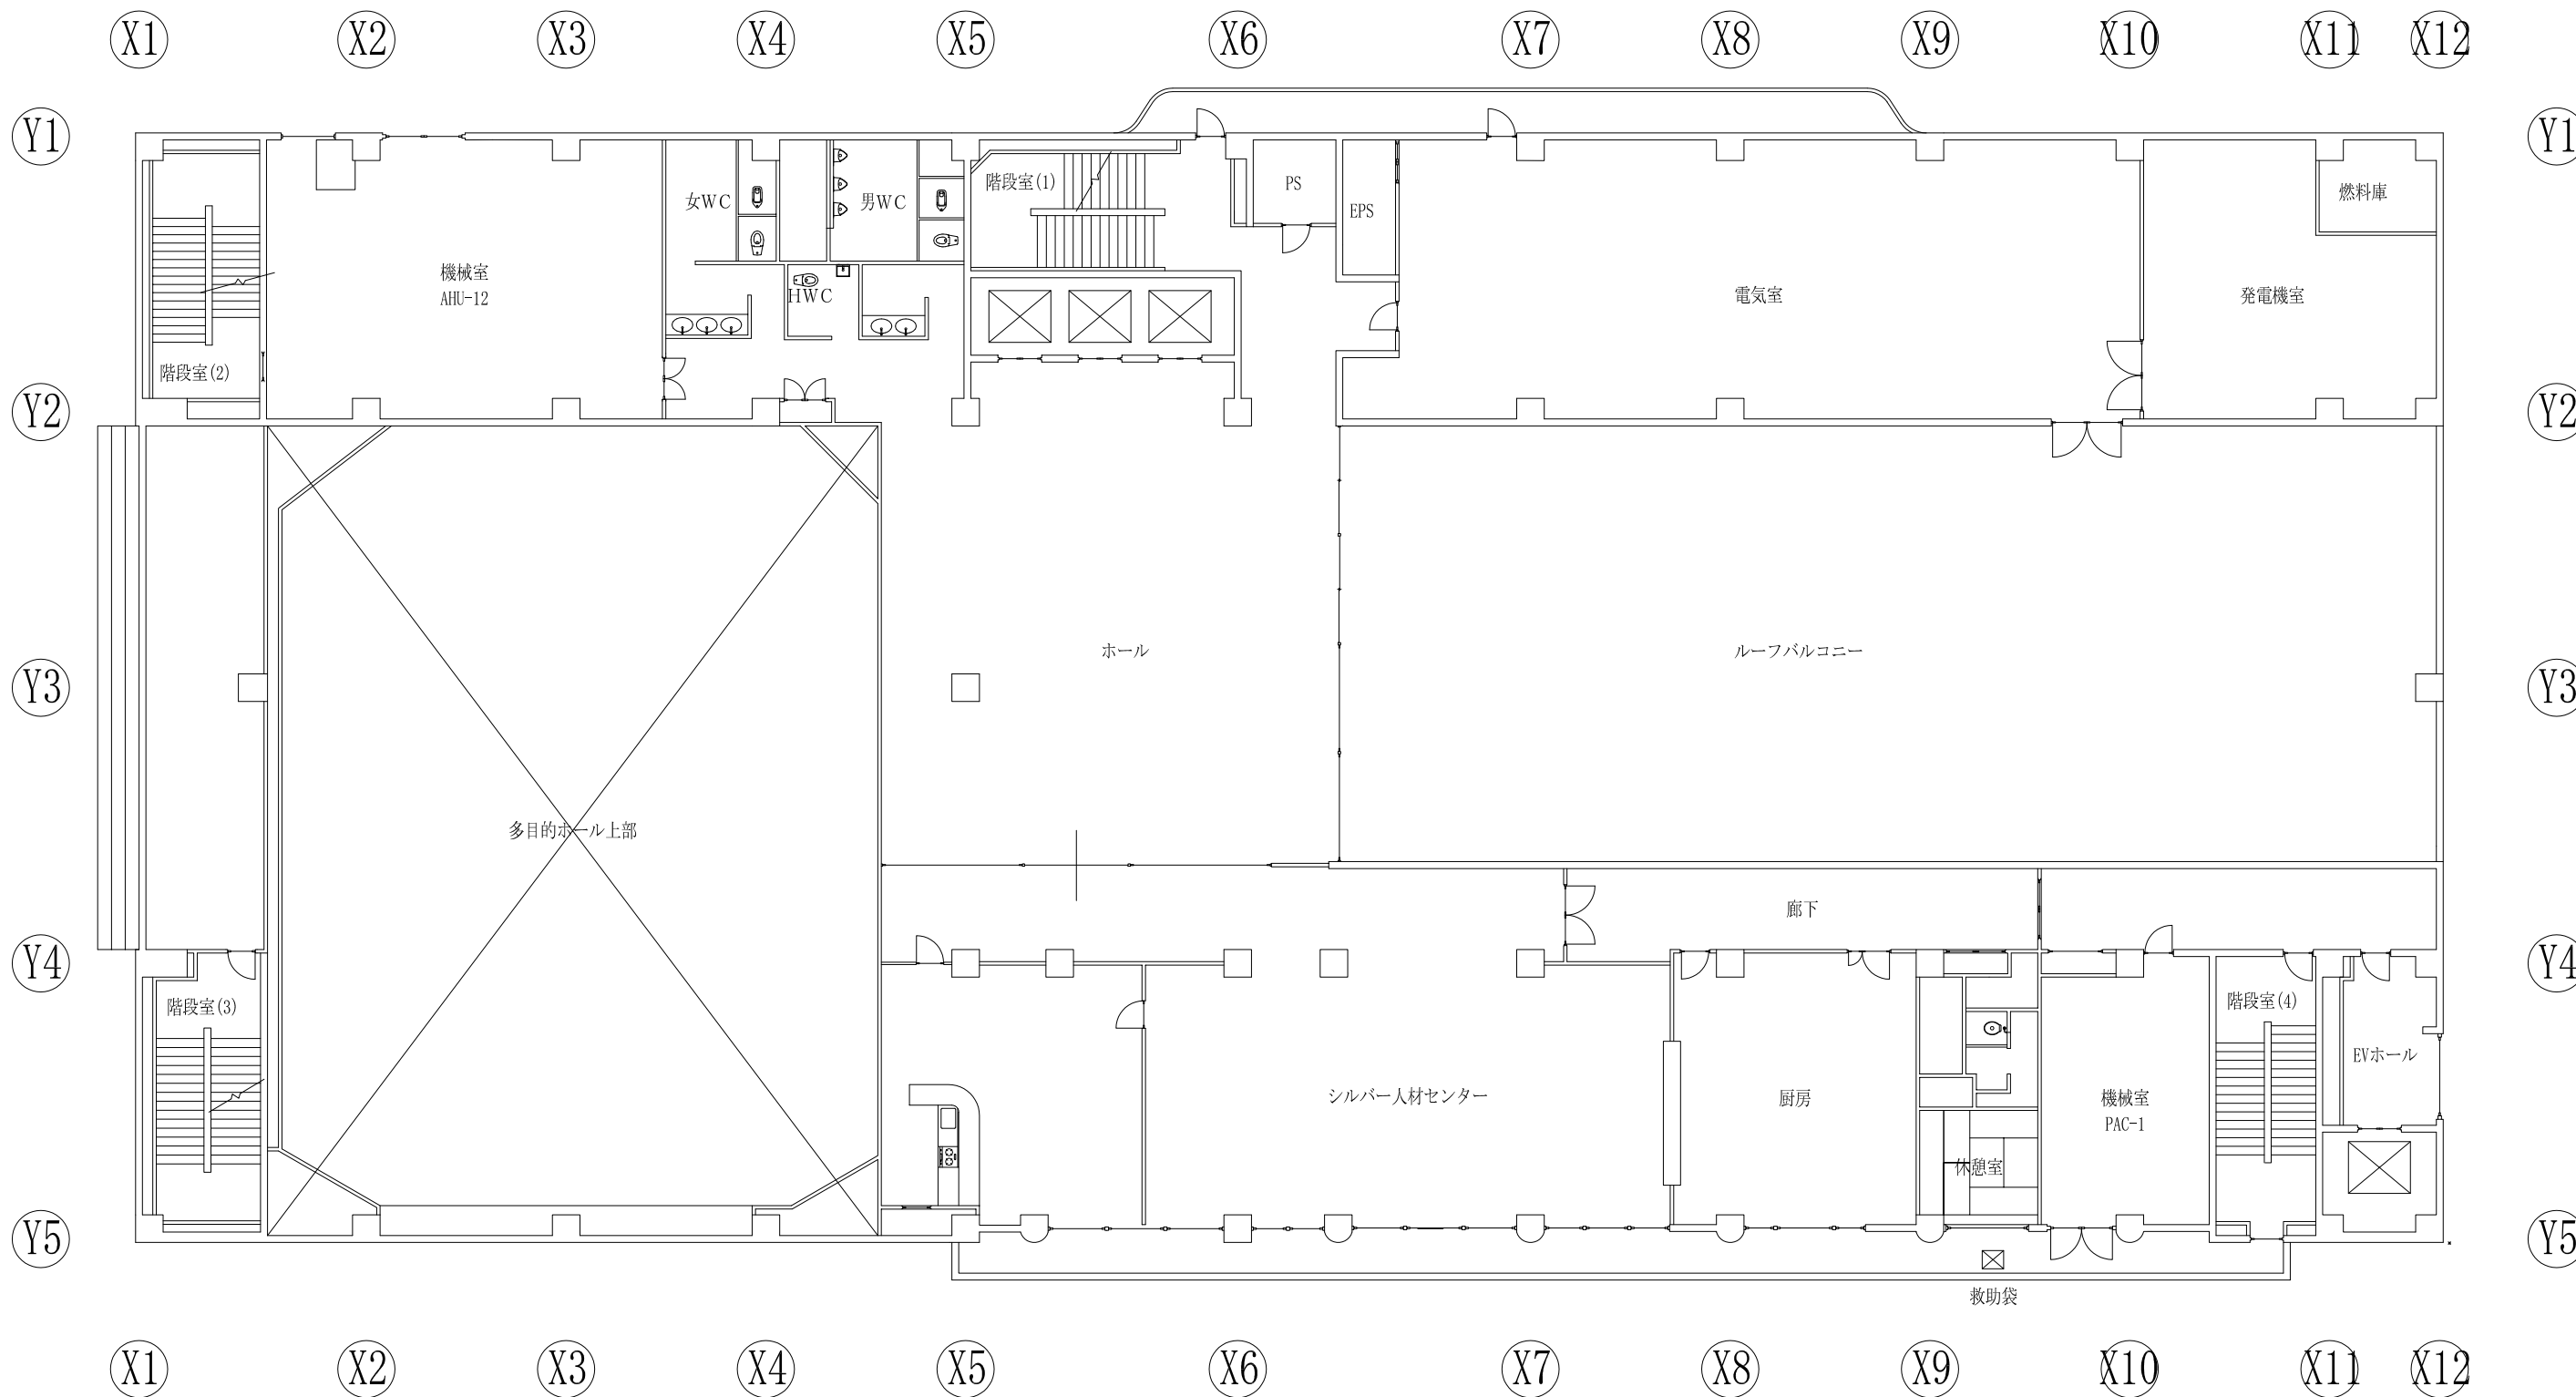 X1 X2 X3 X4 X5 X6 X7 X8 X9 X10 X11 X12
Y1 Y1
階段室(1)
PS
EPS
女WC
男WC
燃料庫
機械室
AHU-12
HWC
電気室
発電機室
階段室(2)
Y2 Y2
ホール
ルーフバルコニー
Y3 Y3
多目的ホール上部
廊下
Y4 Y4
階段室(3)
階段室(4)
EVホール
シルバー人材センター
厨房
機械室
PAC-1
休憩室
Y5 Y5
救助袋
X1 X2 X3 X4 X5 X6 X7 X8 X9 X10 X11 X12